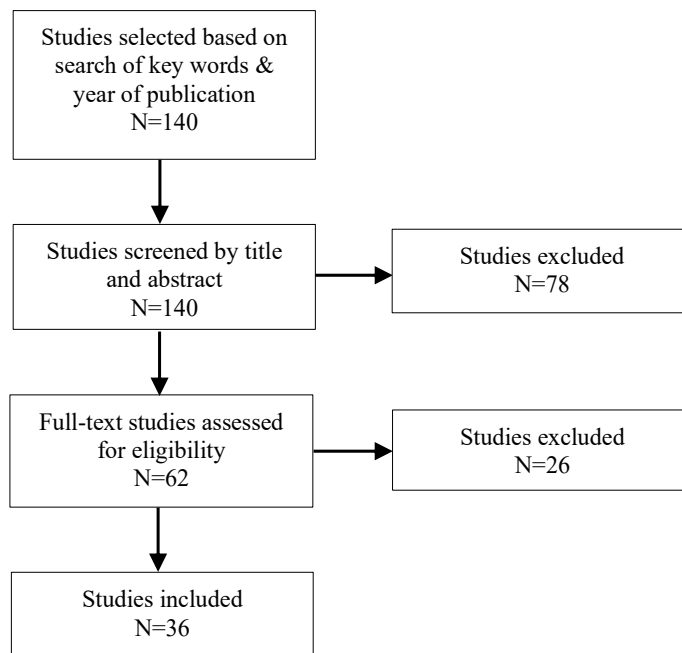 Studies selected based on
search of key words &
year of publication
N=140
Studies screened by title
and abstract
N=140
Studies excluded
N=78
Full-text studies assessed
for eligibility
N=62
Studies excluded
N=26
Studies included
N=36